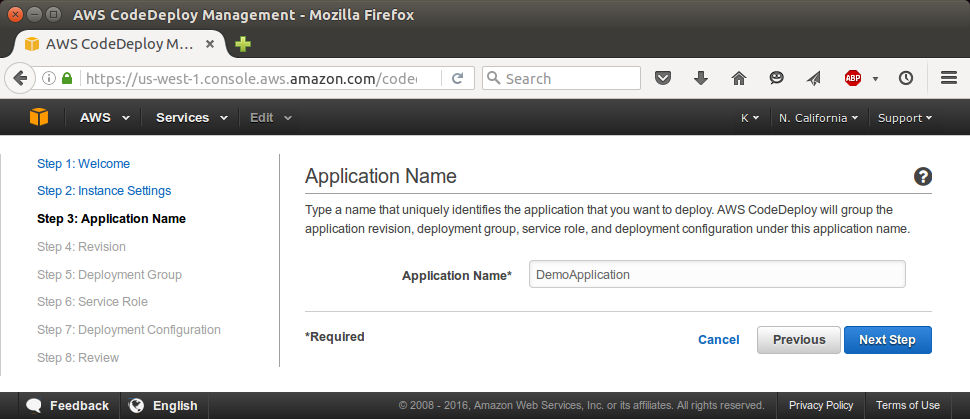 AWS CodeDeploy Management - Mozilla Firefox
AWS CodeDeploy M...
https://us-west-1.console.aws.amazon.com/code
Search
ABP
AWS Services Edit K N. California Support
Step 1: Welcome
Step 2: Instance Settings
Step 3: Application Name
Step 4: Revision
Step 5: Deployment Group
Step 6: Service Role
Step 7: Deployment Configuration
Step 8: Review
Application Name
?
Type a name that uniquely identifies the application that you want to deploy. AWS CodeDeploy will group the
application revision, deployment group, service role, and deployment configuration under this application name.
Application Name* DemoApplication
*Required Cancel Previous Next Step
Feedback English © 2008 - 2016, Amazon Web Services, Inc. or its affiliates. All rights reserved. Privacy Policy Terms of Use